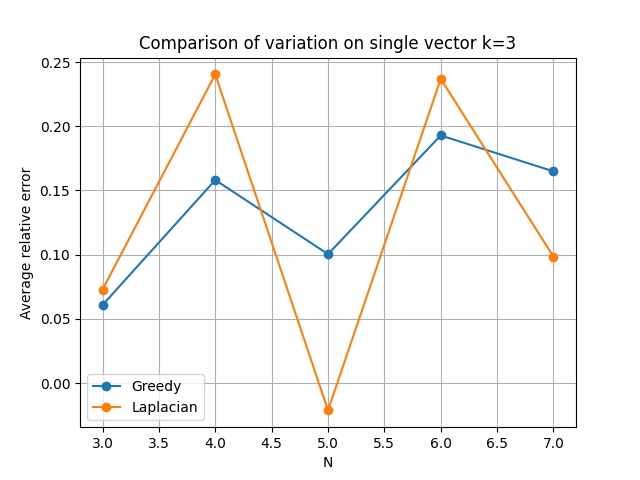 Comparison of variation on single vector k=3
Average relative error
0.25
0.20
0.15
0.10
0.05
0.00
Greedy
Laplacian
3.0 3.5 4.0 4.5 5.0 5.5 6.0 6.5 7.0
N